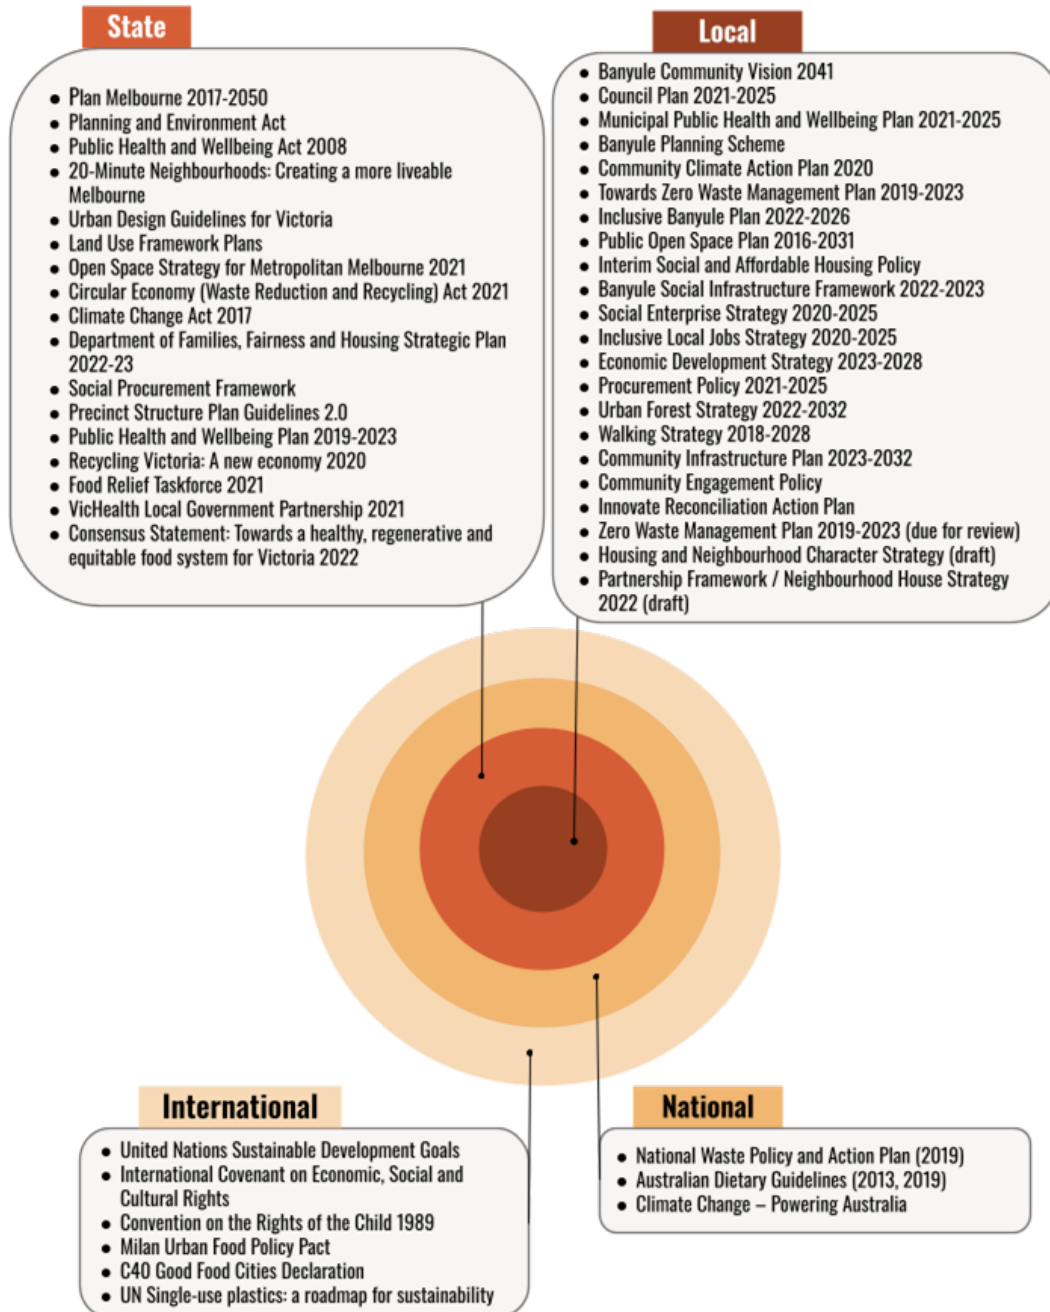 State
• Plan Melbourne 2017-2050
• Planning and Environment Act
• Public Health and Wellbeing Act 2008
• 20-Minute Neighbourhoods: Creating a more liveable
Melbourne
• Urban Design Guidelines for Victoria
• Land Use Framework Plans
• Open Space Strategy for Metropolitan Melbourne 2021
• Circular Economy (Waste Reduction and Recycling) Act 2021
• Climate Change Act 2017
• Department of Families, Fairness and Housing Strategic Plan
2022-23
• Social Procurement Framework
• Precinct Structure Plan Guidelines 2.0
• Public Health and Wellbeing Plan 2019-2023
• Recycling Victoria: A new economy 2020
• Food Relief Taskforce 2021
• VicHealth Local Government Partnership 2021
• Consensus Statement: Towards a healthy, regenerative and
equitable food system for Victoria 2022
Local
• Banyule Community Vision 2041
• Council Plan 2021-2025
• Municipal Public Health and Wellbeing Plan 2021-2025
• Banyule Planning Scheme
• Community Climate Action Plan 2020
• Towards Zero Waste Management Plan 2019-2023
• Inclusive Banyule Plan 2022-2026
• Public Open Space Plan 2016-2031
• Interim Social and Affordable Housing Policy
• Banyule Social Infrastructure Framework 2022-2023
• Social Enterprise Strategy 2020-2025
• Inclusive Local Jobs Strategy 2020-2025
• Economic Development Strategy 2023-2028
• Procurement Policy 2021-2025
• Urban Forest Strategy 2022-2032
• Walking Strategy 2018-2028
• Community Infrastructure Plan 2023-2032
• Community Engagement Policy
• Innovate Reconciliation Action Plan
• Zero Waste Management Plan 2019-2023 (due for review)
• Housing and Neighbourhood Character Strategy (draft)
• Partnership Framework / Neighbourhood House Strategy
2022 (draft)
International
• United Nations Sustainable Development Goals
• International Covenant on Economic, Social and
Cultural Rights
• Convention on the Rights of the Child 1989
• Milan Urban Food Policy Pact
• C40 Good Food Cities Declaration
• UN Single-use plastics: a roadmap for sustainability
National
• National Waste Policy and Action Plan (2019)
• Australian Dietary Guidelines (2013, 2019)
• Climate Change – Powering Australia